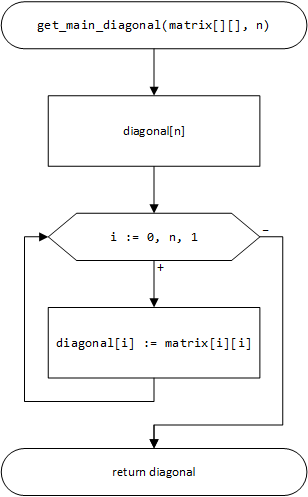 get_main_diagonal(matrix[][], n)
diagonal[n]
i := 0, n, 1
–
+
diagonal[i] := matrix[i][i]
return diagonal